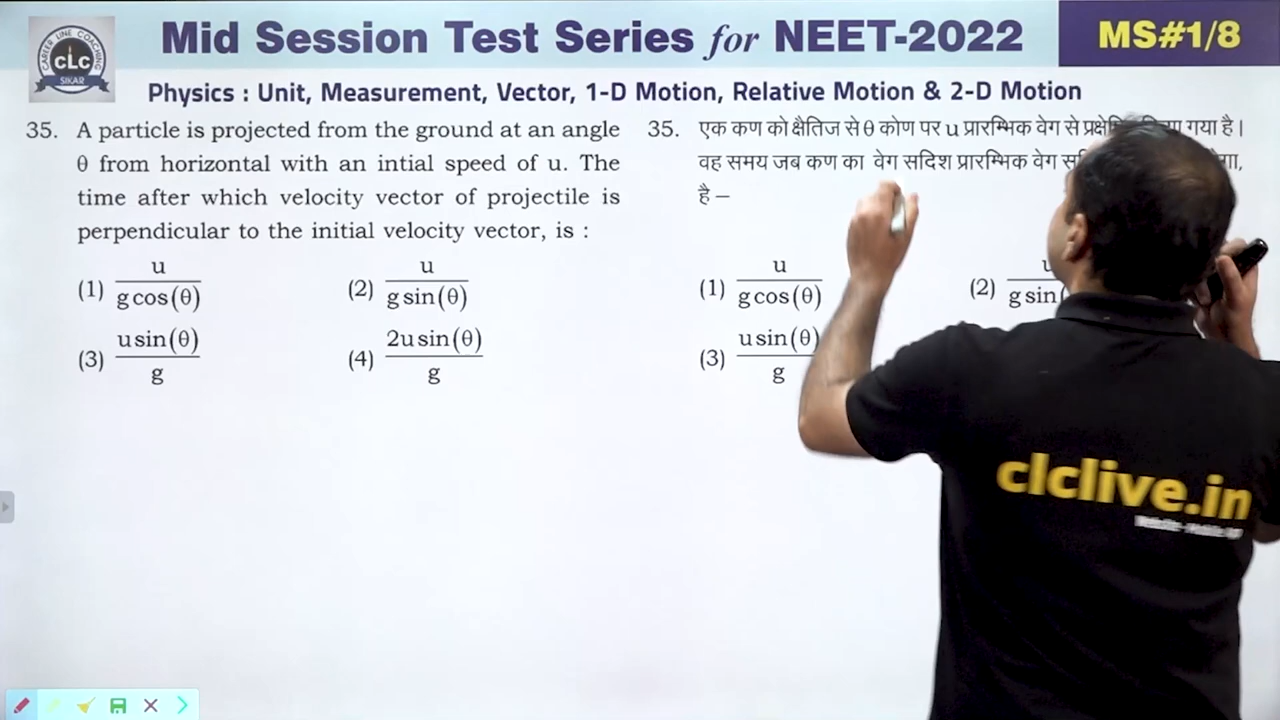 CAREER LINE COACHING
CLC
SIKAR
Mid Session Test Series for NEET-2022
MS#1/8
Physics : Unit, Measurement, Vector, 1-D Motion, Relative Motion & 2-D Motion
35. A particle is projected from the ground at an angle
θ from horizontal with an intial speed of u. The
time after which velocity vector of projectile is
perpendicular to the initial velocity vector, is :
(1) u / g cos(θ)
(2) u / g sin(θ)
(3) u sin(θ) / g
(4) 2u sin(θ) / g
35. एक कण को क्षैतिज से θ कोण पर u प्रारम्भिक वेग से गया है।
वह समय जब कण का वेग सदिश प्रारम्भिक वेग
है –
(1) u / g cos(θ)
(2) u / g sin
(3) u sin(θ) / g
clclive.in